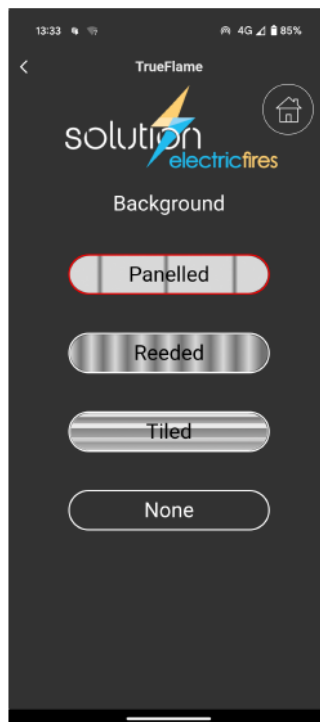 13:33 4G 85%
TrueFlame
solution
electricfires
Background
Panelled
Reeded
Tiled
None